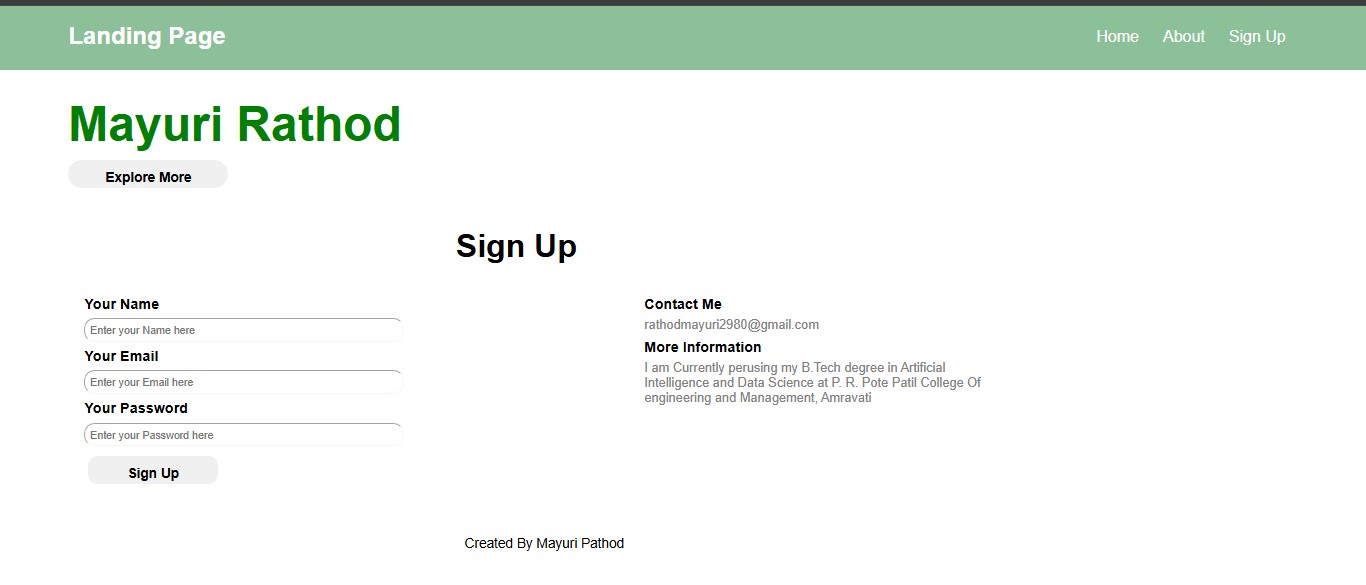 Landing Page
Home About Sign Up
Mayuri Rathod
Explore More
Sign Up
Your Name
Enter your Name here
Your Email
Enter your Email here
Your Password
Enter your Password here
Sign Up
Contact Me
rathodmayuri2980@gmail.com
More Information
I am Currently perusing my B.Tech degree in Artificial
Intelligence and Data Science at P. R. Pote Patil College Of
engineering and Management, Amravati
Created By Mayuri Pathod